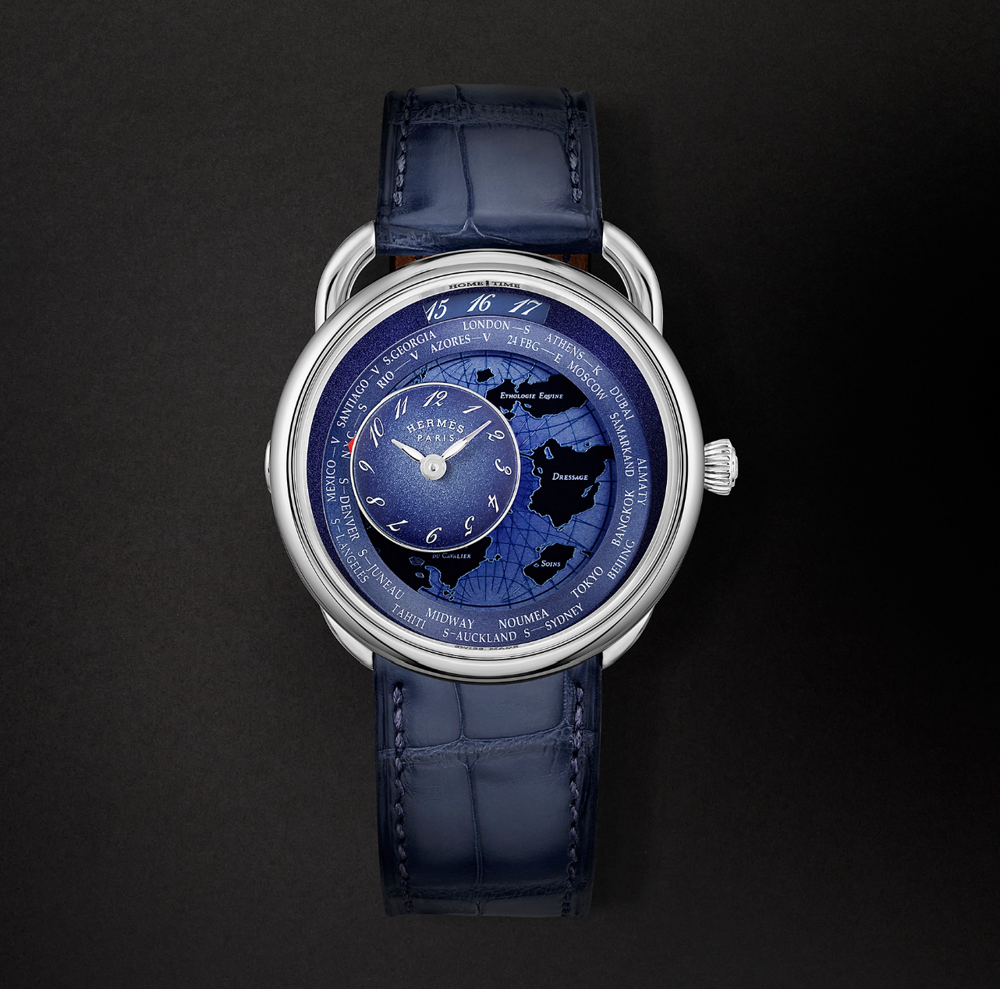 HOME TIME
15 16 17
LONDON—S
ATHENS—K
DUBAI
ALMATY
BEIJING
SYDNEY
S—AUCKLAND S—
TAHITI
S—L.ANGELES
MEXICO—V
SANTIAGO—V
S.GEORGIA
AZORES—V
24 FBG—E
MOSCOW
SAMARKAND
BANGKOK
TOKYO
NOUMEA
MIDWAY
S—JUNEAU
S—DENVER
N.Y.C. S
RIO—V
12
1
2
3
4
5
6
7
8
9
10
11
HERMÈS
PARIS
ETHOLOGIE EQUINE
DRESSAGE
SOINS
DU CAVALIER
SWISS MADE